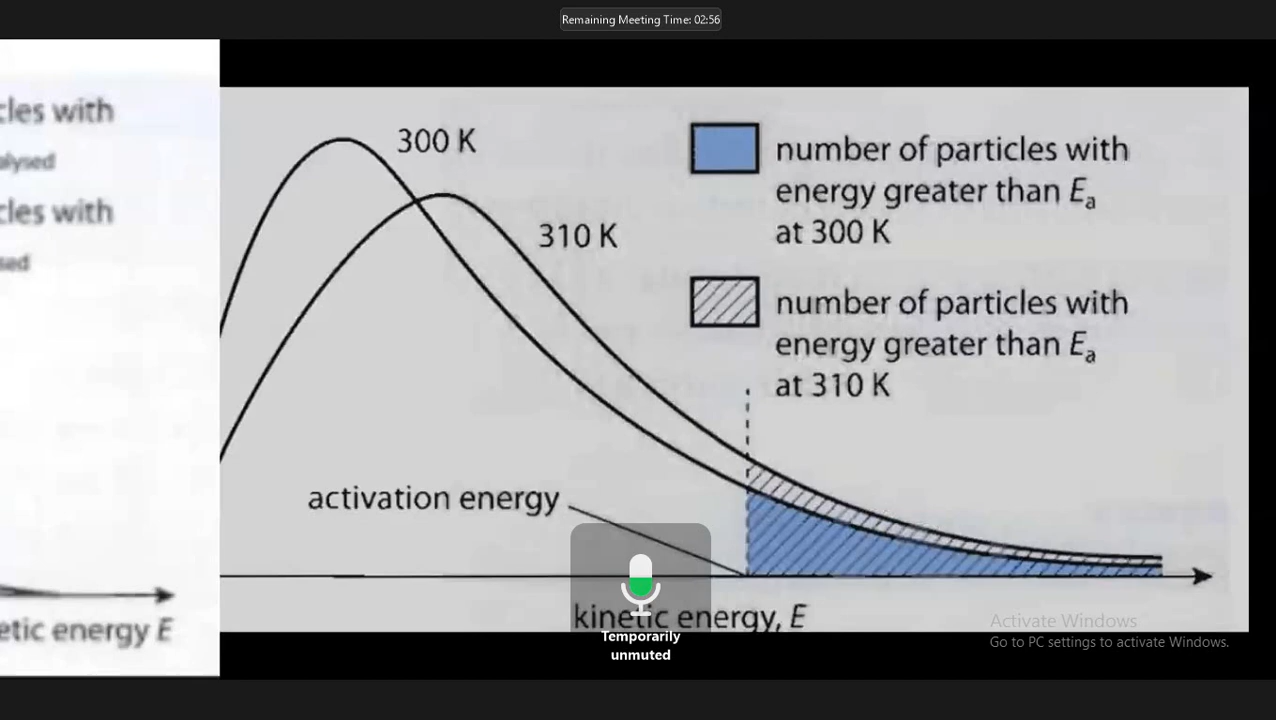 Remaining Meeting Time: 02:56
cles with
alysed
cles with
sed
etic energy E
300 K
310 K
number of particles with
energy greater than Ea
at 300 K
number of particles with
energy greater than Ea
at 310 K
activation energy
kinetic energy, E
Temporarily
unmuted
Activate Windows
Go to PC settings to activate Windows.